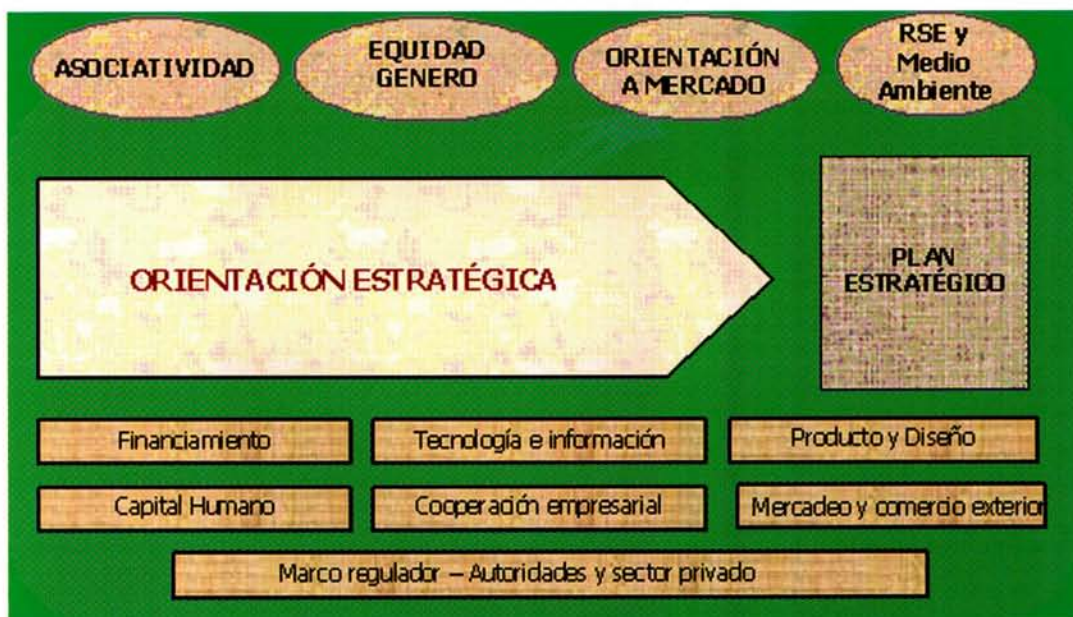 ASOCIATIVIDAD
EQUIDAD
GENERO
ORIENTACIÓN
A MERCADO
RSE y
Medio
Ambiente
ORIENTACIÓN ESTRATÉGICA
PLAN
ESTRATÉGICO
Financiamiento
Tecnología e información
Producto y Diseño
Capital Humano
Cooperación empresarial
Mercadeo y comercio exterior
Marco regulador – Autoridades y sector privado